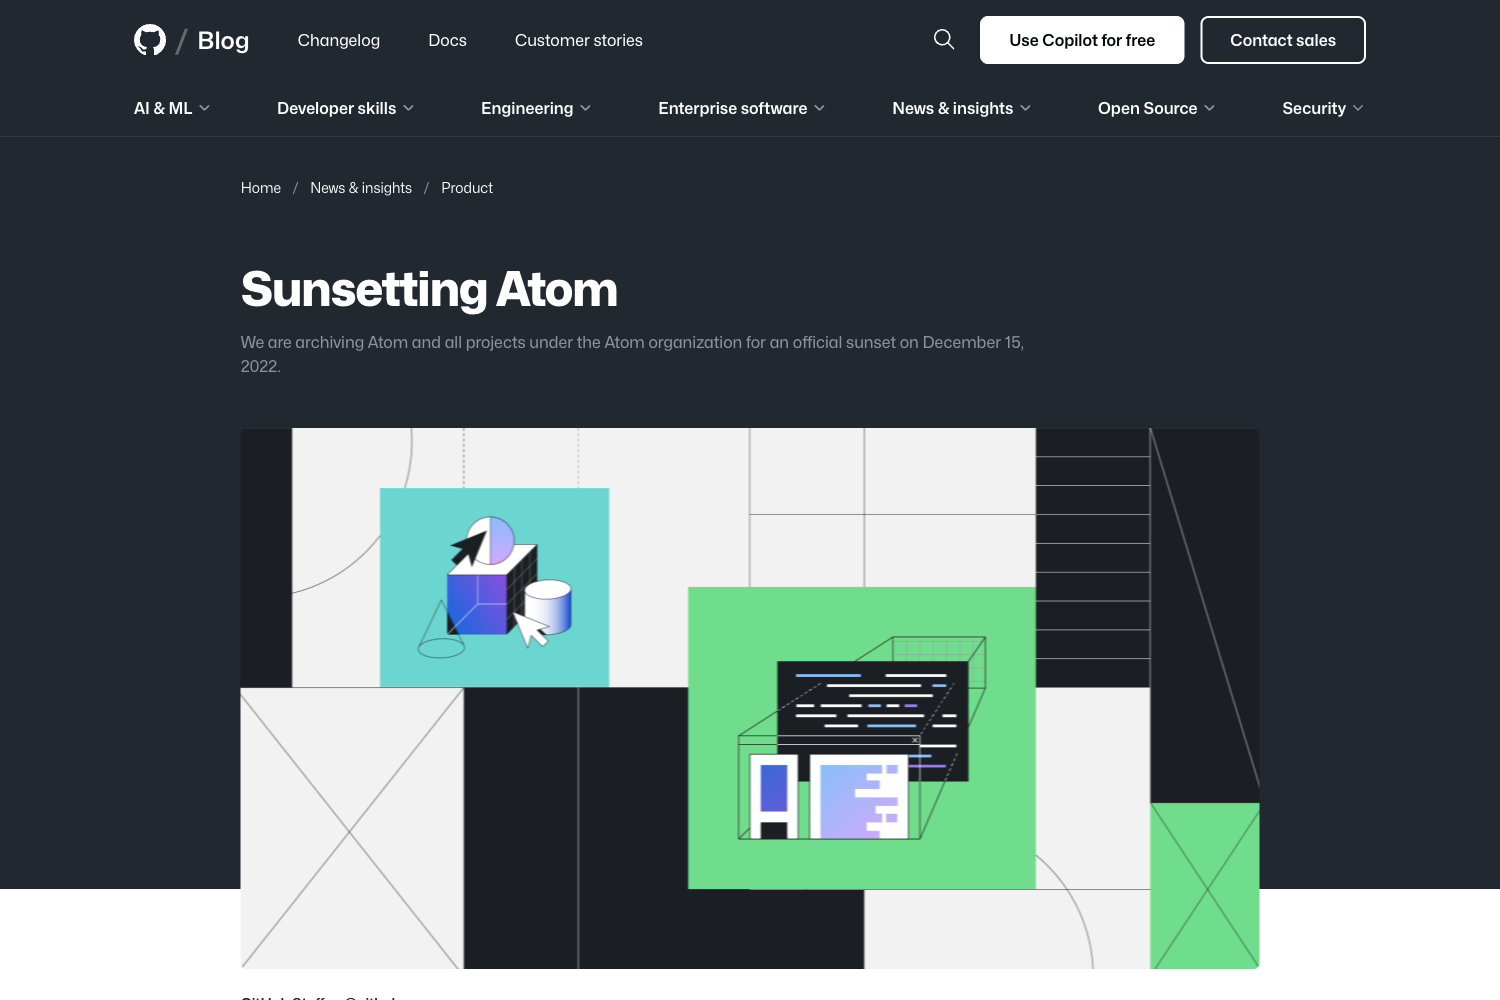 / Blog
Changelog
Docs
Customer stories
Use Copilot for free
Contact sales
AI & ML
Developer skills
Engineering
Enterprise software
News & insights
Open Source
Security
Home / News & insights / Product
Sunsetting Atom
We are archiving Atom and all projects under the Atom organization for an official sunset on December 15,
2022.